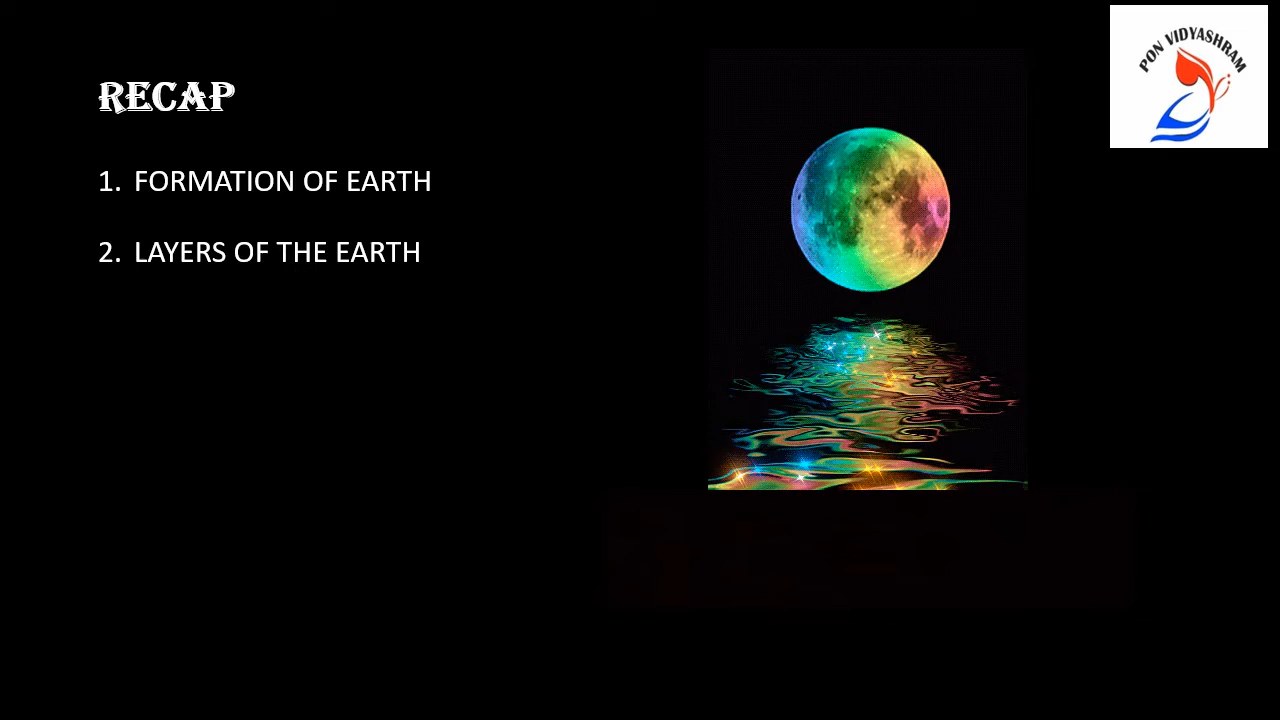 PON VIDYASHRAM
RECAP
1. FORMATION OF EARTH
2. LAYERS OF THE EARTH